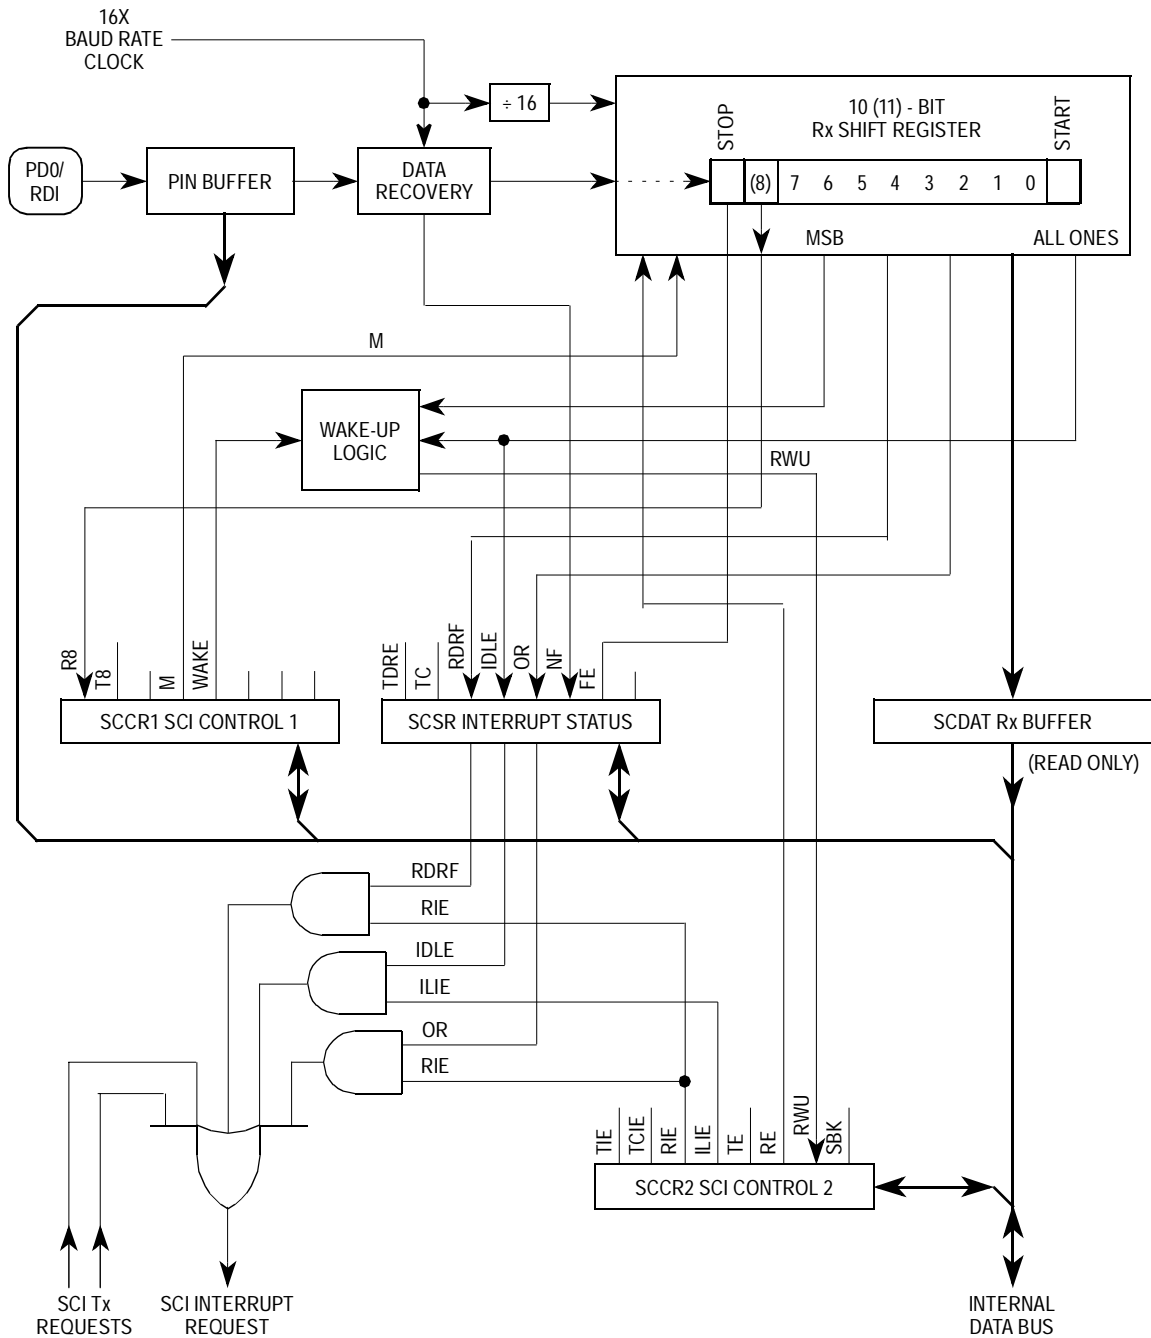 16X
BAUD RATE
CLOCK
÷ 16
10 (11) - BIT
Rx SHIFT REGISTER
STOP
START
PD0/
RDI
PIN BUFFER
DATA
RECOVERY
(8) 7 6 5 4 3 2 1 0
MSB
ALL ONES
M
WAKE-UP
LOGIC
RWU
R8
T8
M
WAKE
TDRE
TC
RDRF
IDLE
OR
NF
FE
SCCR1 SCI CONTROL 1
SCSR INTERRUPT STATUS
SCDAT Rx BUFFER
(READ ONLY)
RDRF
RIE
IDLE
ILIE
OR
RIE
TIE
TCIE
RIE
ILIE
TE
RE
RWU
SBK
SCCR2 SCI CONTROL 2
SCI Tx
REQUESTS
SCI INTERRUPT
REQUEST
INTERNAL
DATA BUS